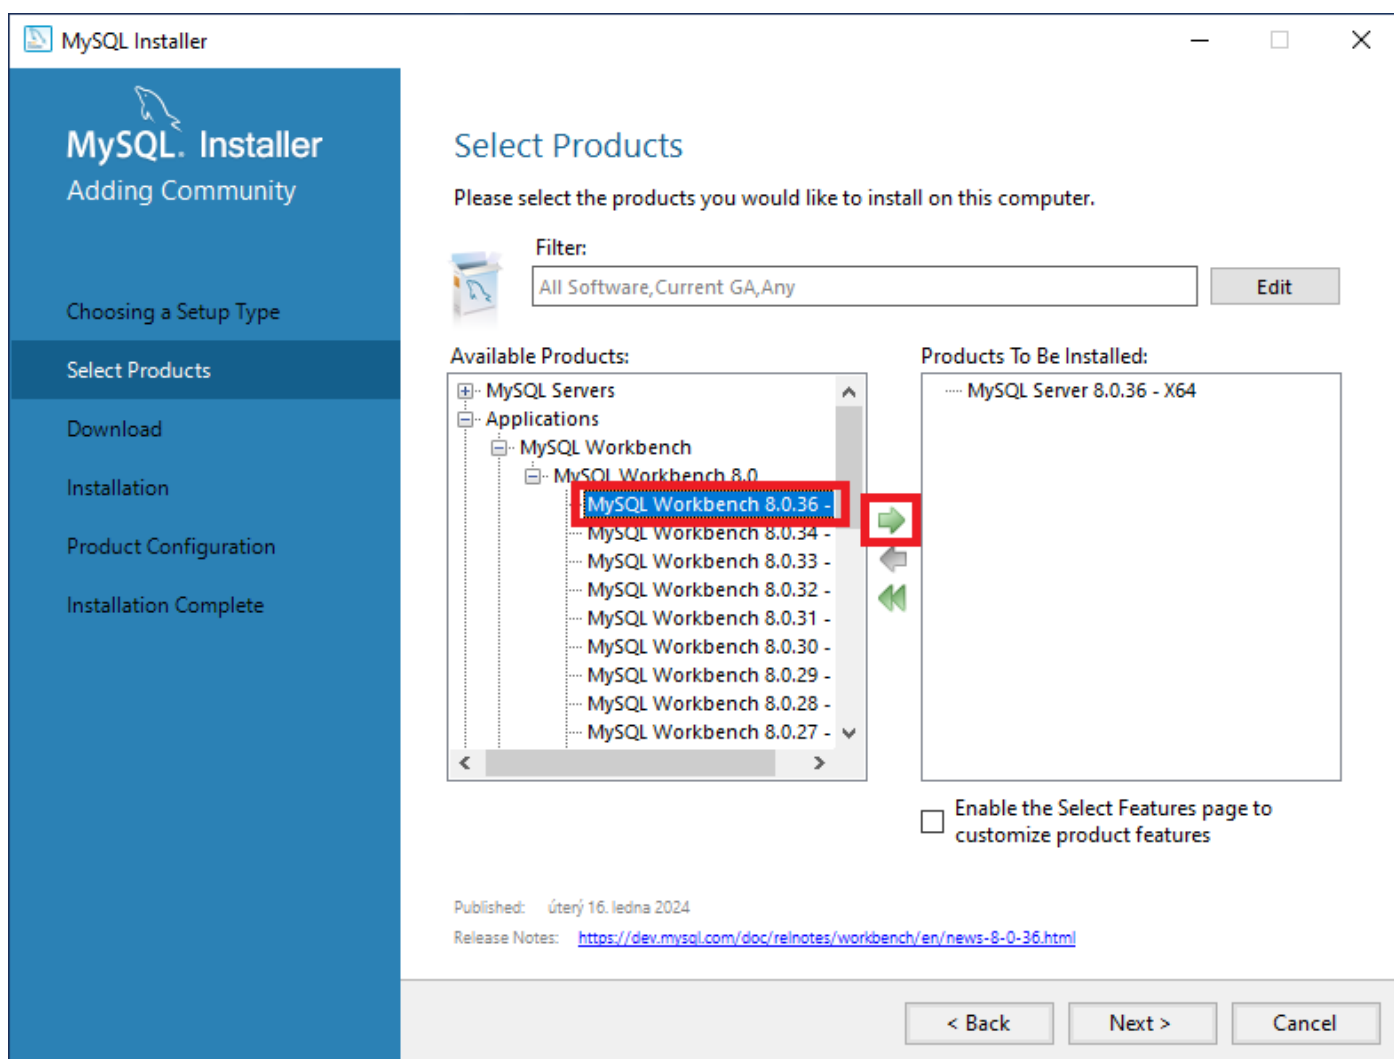 MySQL Installer
MySQL. Installer
Adding Community
Choosing a Setup Type
Select Products
Download
Installation
Product Configuration
Installation Complete
Select Products
Please select the products you would like to install on this computer.
Filter:
All Software,Current GA,Any
Edit
Available Products:
MySQL Servers
Applications
MySQL Workbench
MySQL Workbench 8.0
MySQL Workbench 8.0.36 -
MySQL Workbench 8.0.34 -
MySQL Workbench 8.0.33 -
MySQL Workbench 8.0.32 -
MySQL Workbench 8.0.31 -
MySQL Workbench 8.0.30 -
MySQL Workbench 8.0.29 -
MySQL Workbench 8.0.28 -
MySQL Workbench 8.0.27 -
Products To Be Installed:
MySQL Server 8.0.36 - X64
Enable the Select Features page to
customize product features
Published: úterý 16. ledna 2024
Release Notes: https://dev.mysql.com/doc/relnotes/workbench/en/news-8-0-36.html
< Back
Next >
Cancel